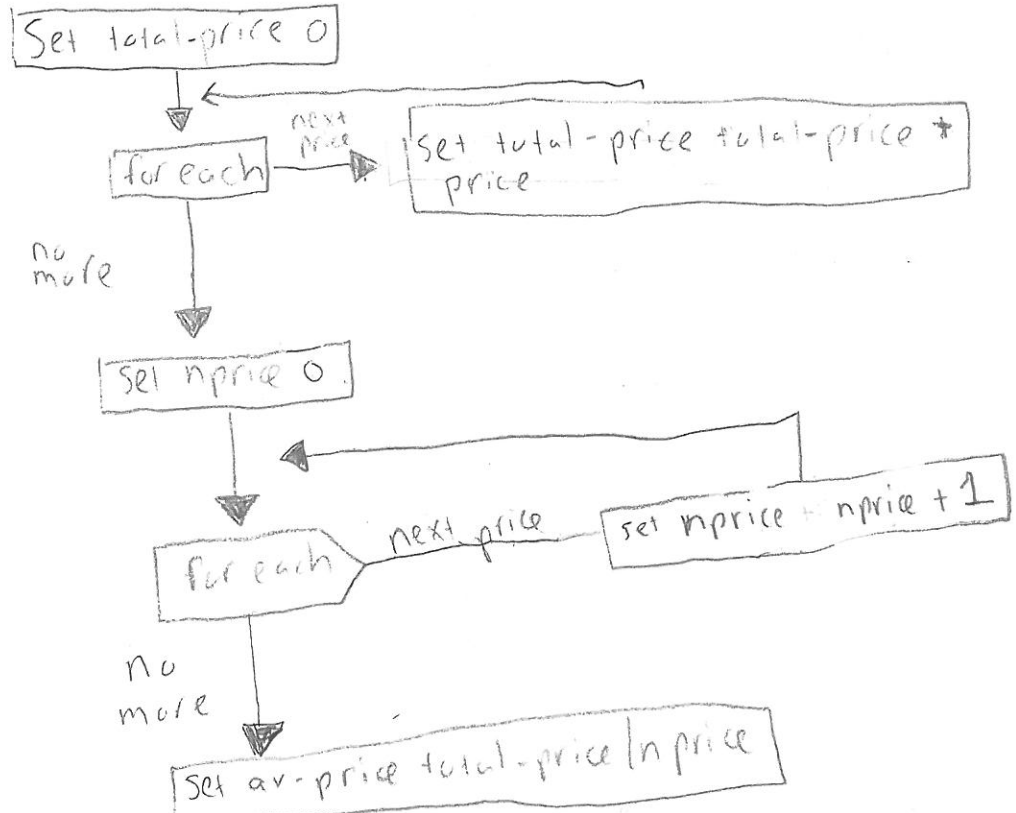 Set total-price 0
next
price
for each
set total-price total-price +
price
no
more
set nprice 0
for each
next price
set nprice nprice + 1
no
more
set av-price total-price/nprice